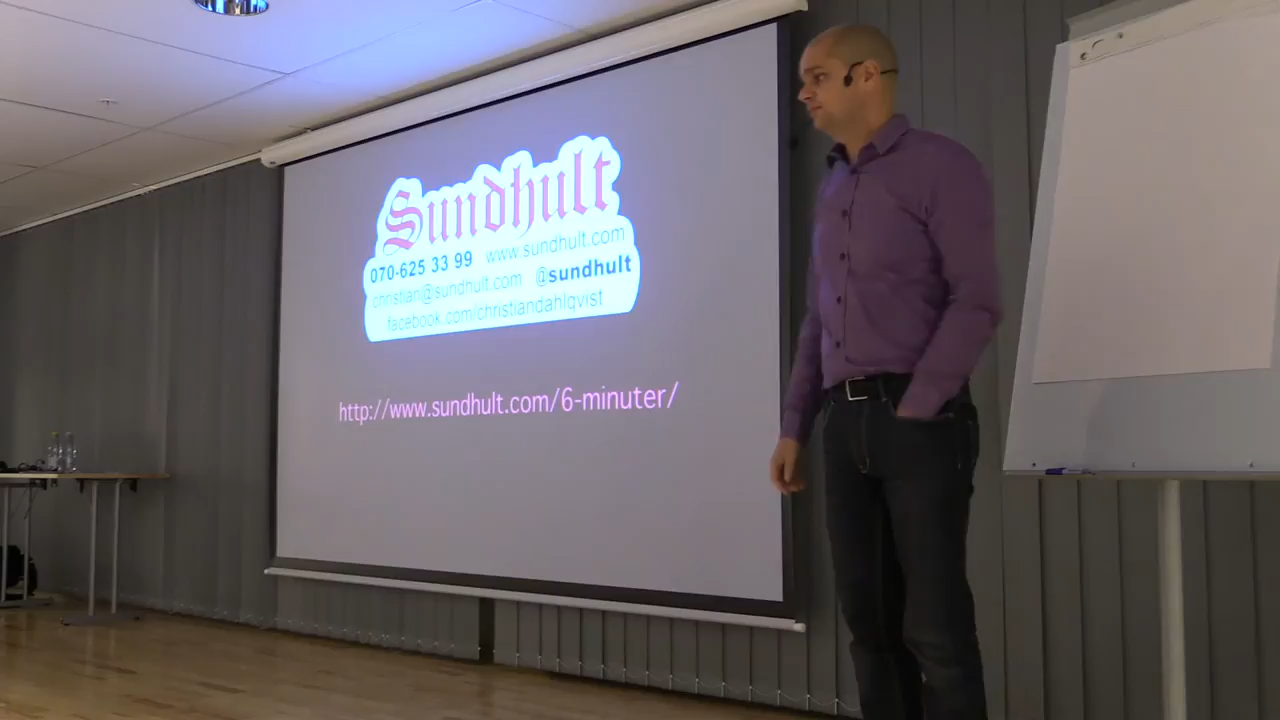 Sundhult
070-625 33 99 www.sundhult.com
christian@sundhult.com @sundhult
facebook.com/christiandahlqvist
http://www.sundhult.com/6-minuter/